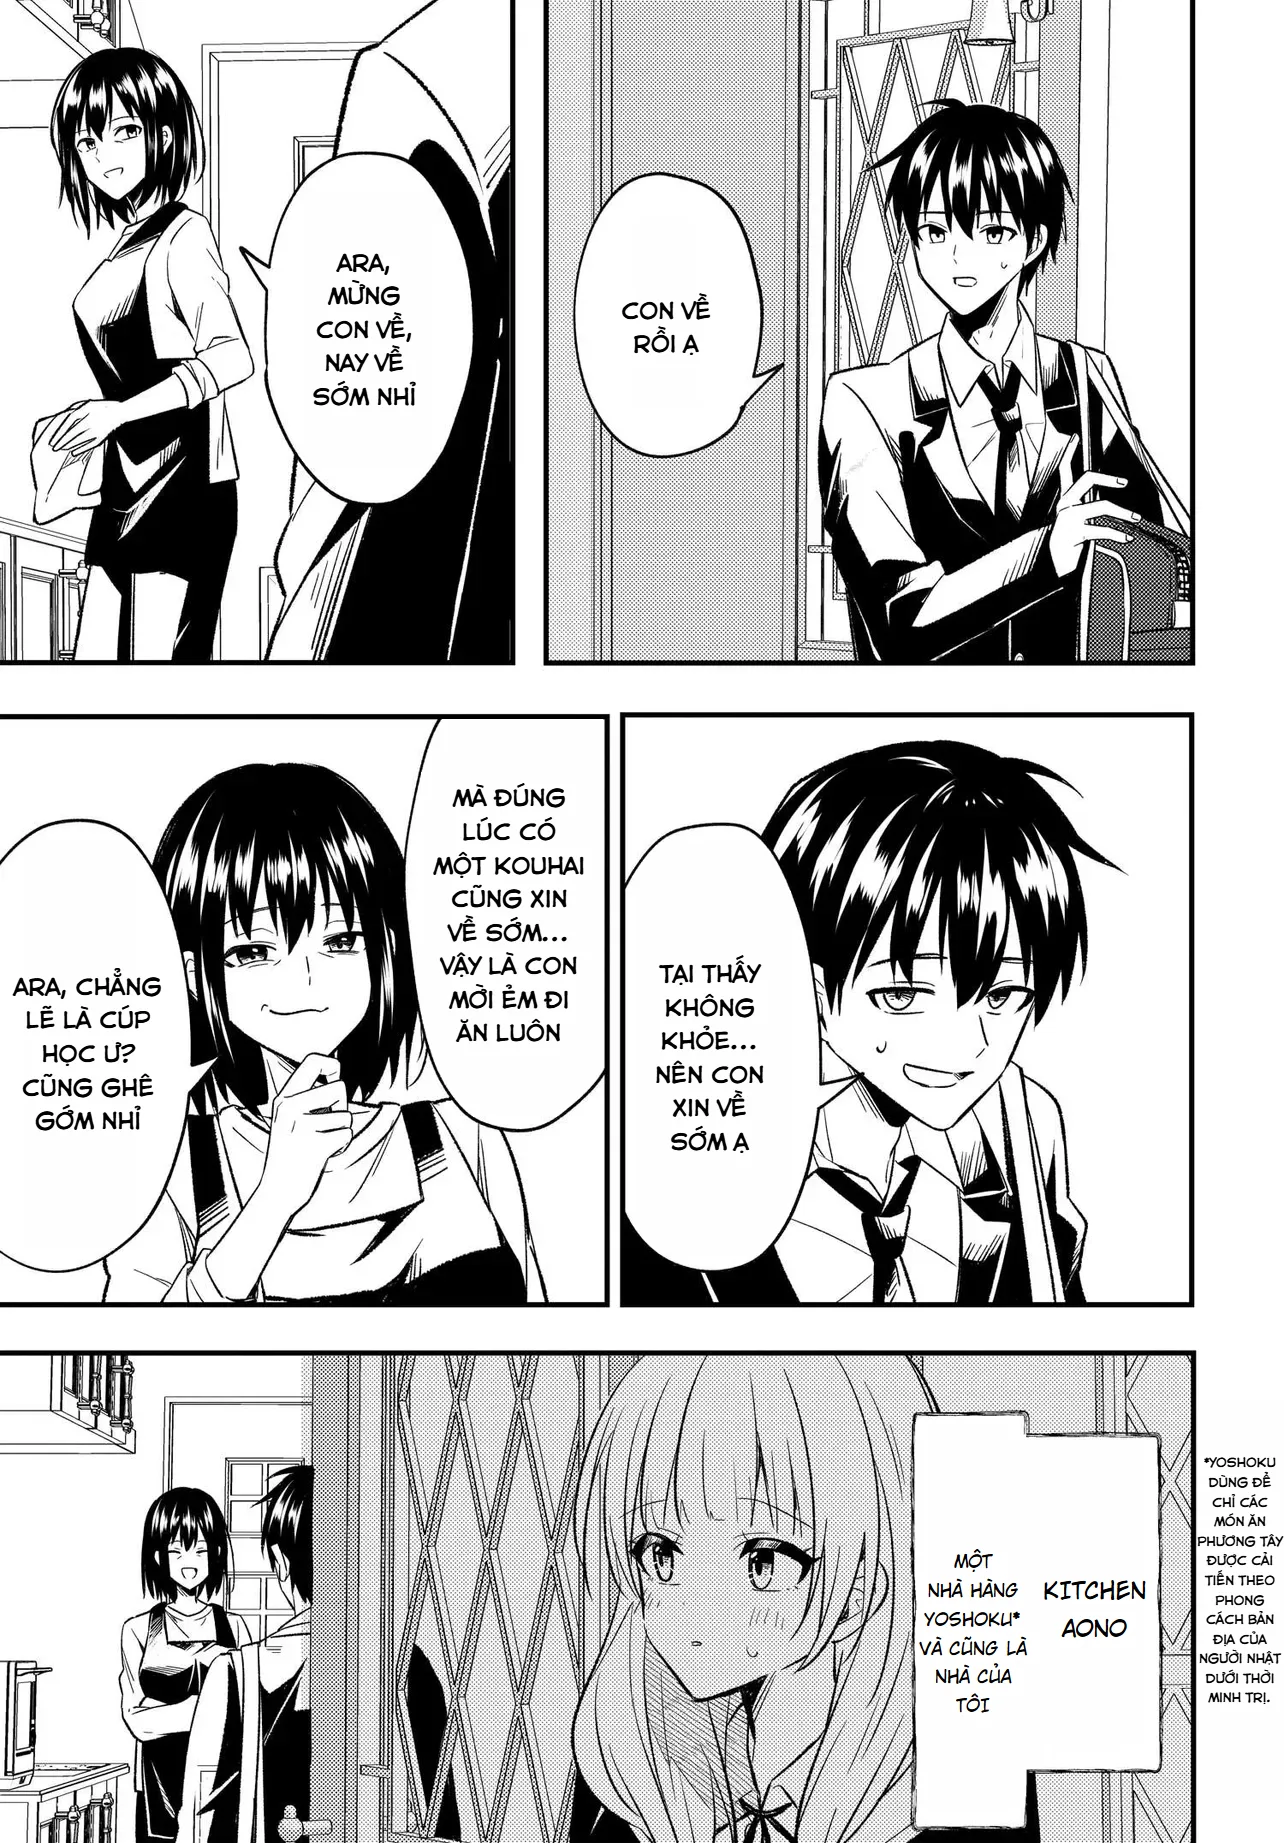 CON VỀ
RỒI Ạ
ARA,
MỪNG
CON VỀ,
NAY VỀ
SỚM NHỈ
TẠI THẤY
KHÔNG
KHỎE...
NÊN CON
XIN VỀ
SỚM Ạ
MÀ ĐÚNG
LÚC CÓ
MỘT KOUHAI
CŨNG XIN
VỀ SỚM...
VẬY LÀ CON
MỜI ẺM ĐI
ĂN LUÔN
ARA, CHẲNG
LẼ LÀ CÚP
HỌC Ư?
CŨNG GHÊ
GỚM NHỈ
KITCHEN
AONO
MỘT
NHÀ HÀNG
YOSHOKU*
VÀ CŨNG LÀ
NHÀ CỦA
TÔI
*YOSHOKU
DÙNG ĐỂ
CHỈ CÁC
MÓN ĂN
PHƯƠNG TÂY
ĐƯỢC CẢI
TIẾN THEO
PHONG
CÁCH BẢN
ĐỊA CỦA
NGƯỜI NHẬT
DƯỚI THỜI
MINH TRỊ.